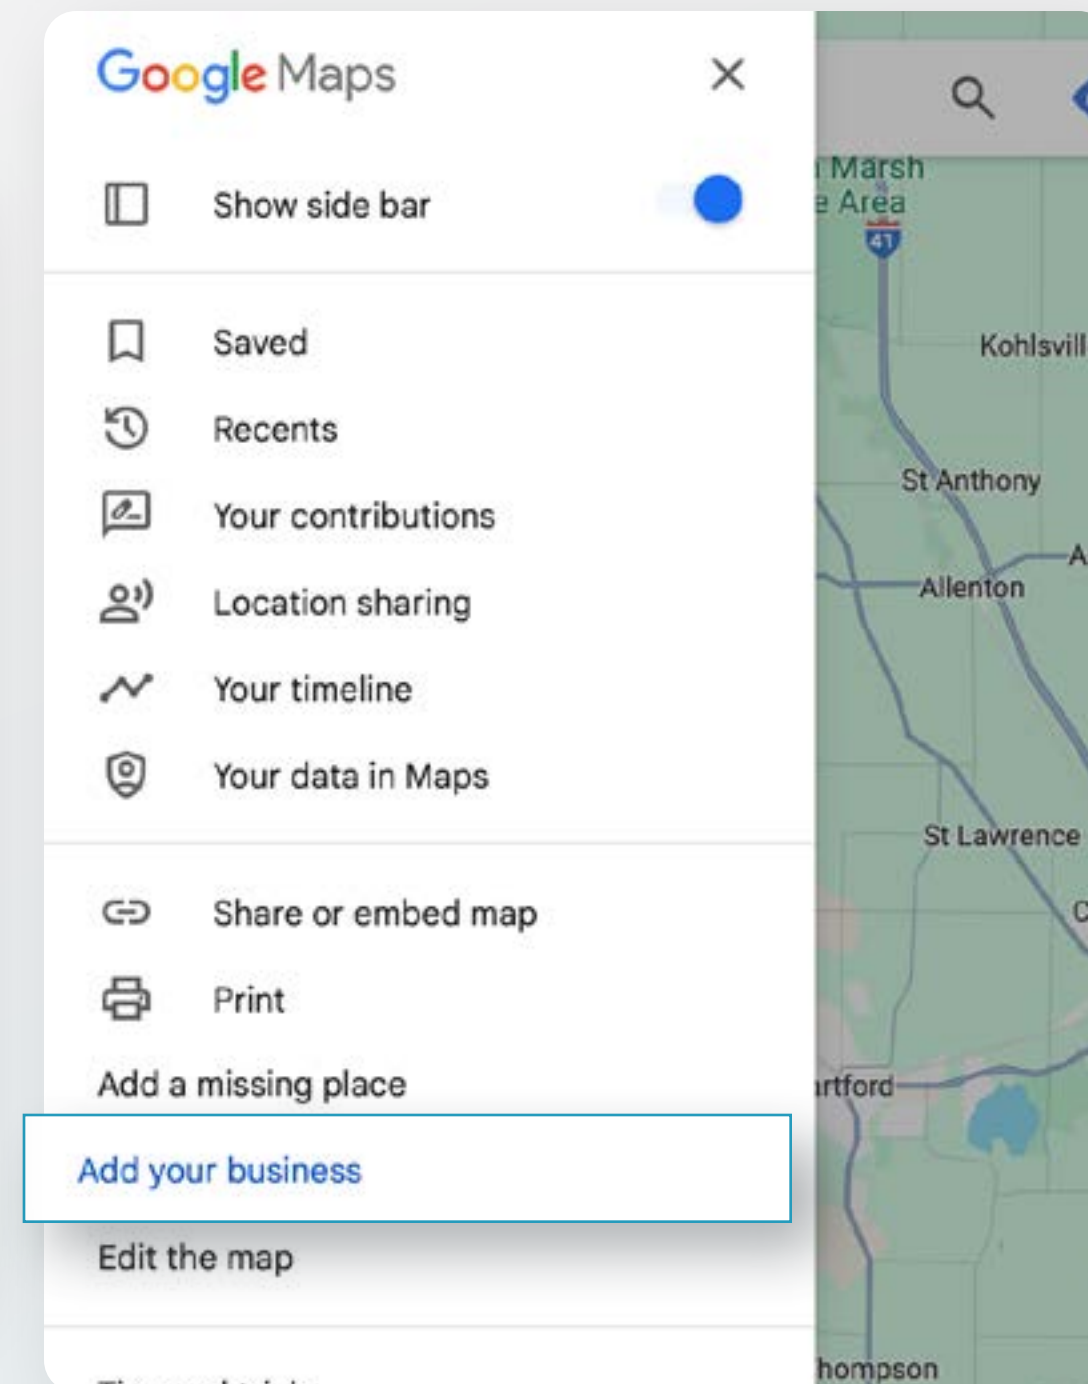 Google Maps
Show side bar
Saved
Recents
Your contributions
Location sharing
Your timeline
Your data in Maps
Share or embed map
Print
Add a missing place
Add your business
Edit the map
Marsh
e Area
41
Kohlsvill
St Anthony
A
Allenton
St Lawrence
C
rtford
hompson